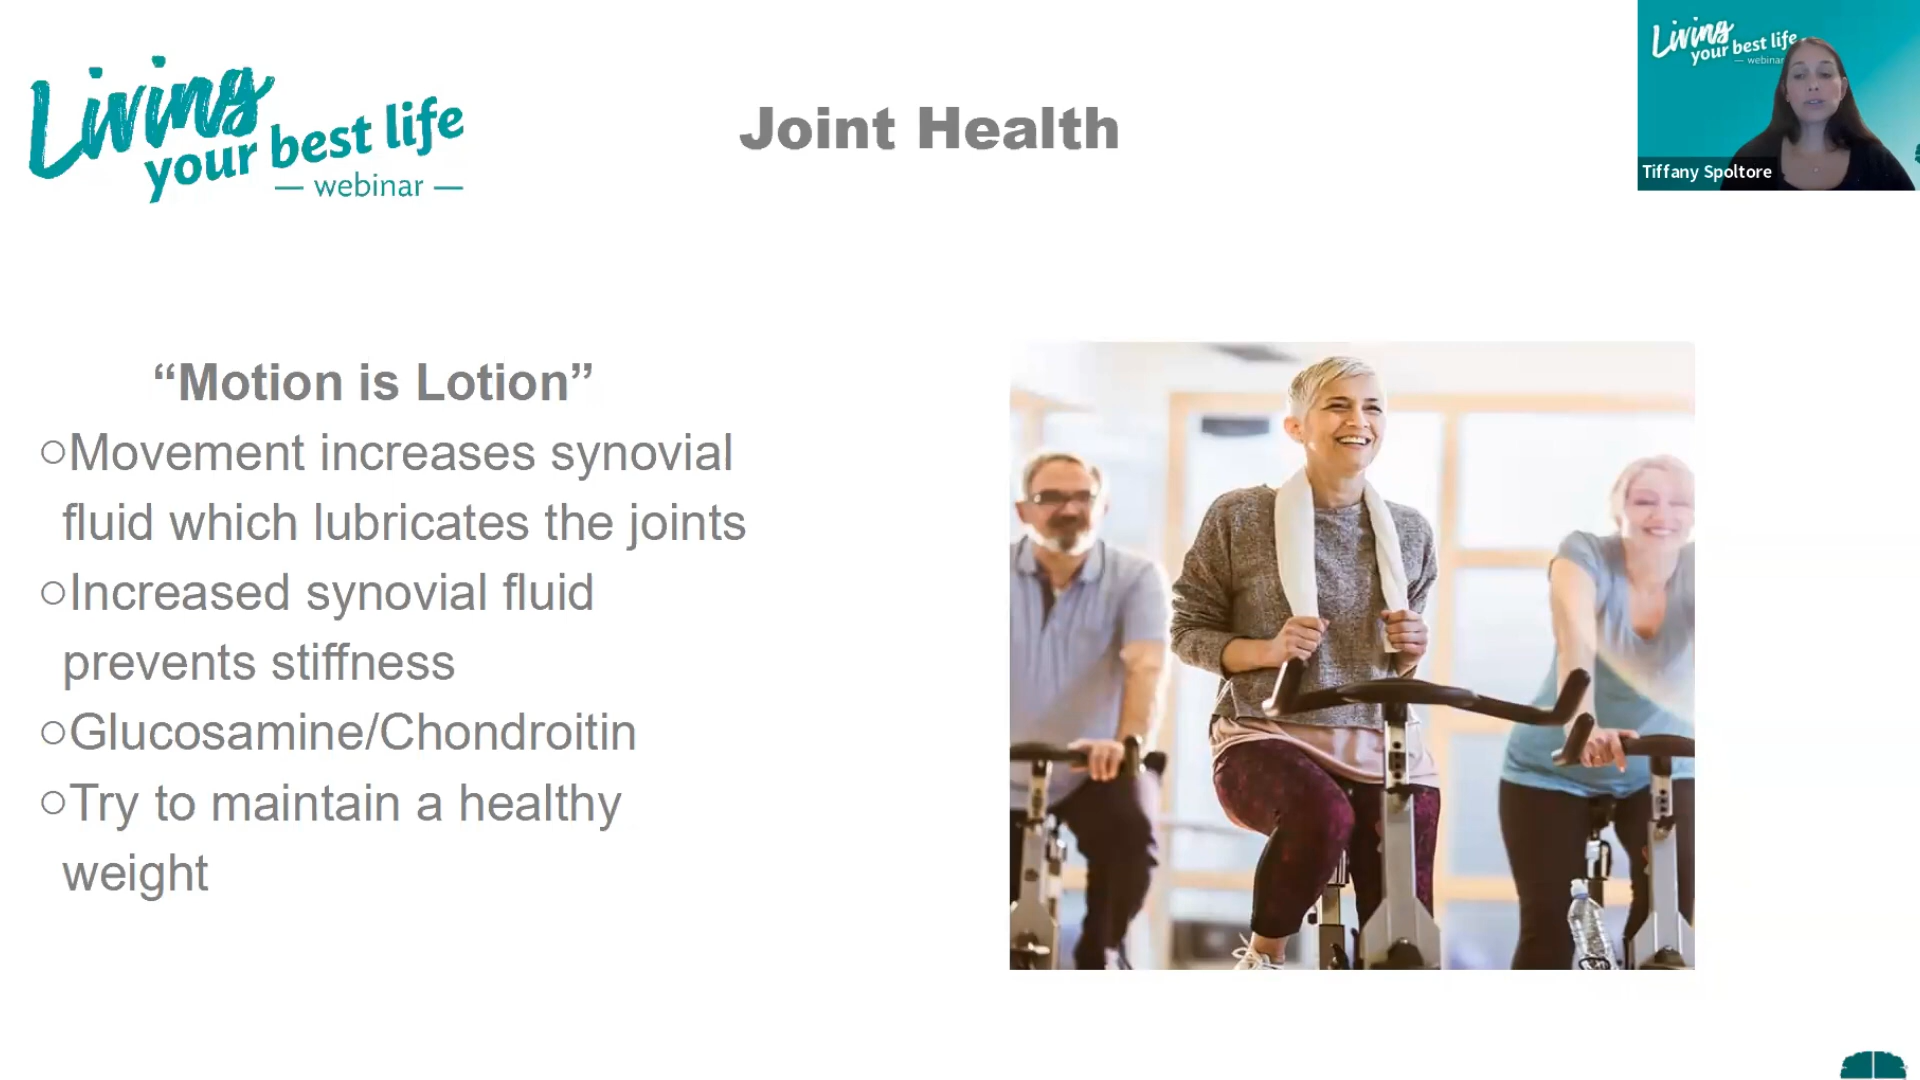 Living
your best life
— webinar —
Joint Health
Living
your best life
— webinar
Tiffany Spoltore
“Motion is Lotion”
○Movement increases synovial
fluid which lubricates the joints
○Increased synovial fluid
prevents stiffness
○Glucosamine/Chondroitin
○Try to maintain a healthy
weight